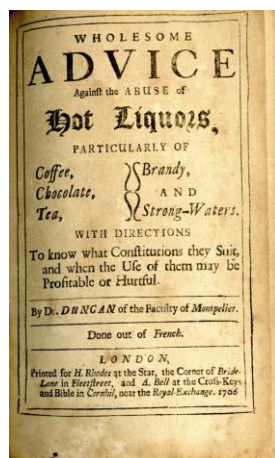 WHOLESOME
ADVICE
Againſt the ABUSE of
Hot Liquors,
PARTICULARLY OF
Coffee, Brandy,
Chocolate, AND
Tea, Strong-Waters.
WITH DIRECTIONS
To know what Conſtitutions they Suit,
and when the Uſe of them may be
Profitable or Hurtful.
By Dr. DUNCAN of the Faculty of Montpelier.
Done out of French.
LONDON,
Printed for H. Rhodes at the Star, the Corner of Bride-
Lane in Fleetſtreet, and A. Bell at the Croſs-Keys
and Bible in Cornhil, near the Royal-Exchange. 1706